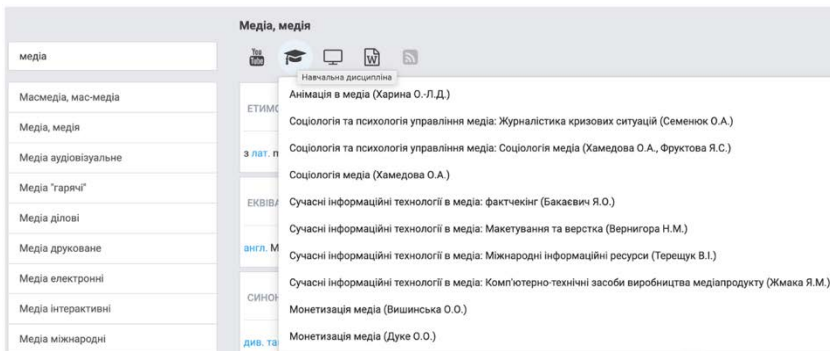 Медіа, медія
медіа
You Tube
W
Навчальна дисципліна
Масмедіа, мас-медіа
Медіа, медія
Медіа аудіовізуальне
Медіа "гарячі"
Медіа ділові
Медіа друковане
Медіа електронні
Медіа інтерактивні
Медіа міжнародні
ЕТИМО
з лат.
ЕКВІВА
англ. М
СИНОН
див. та
Анімація в медіа (Харина О.-Л.Д.)
Соціологія та психологія управління медіа: Журналістика кризових ситуацій (Семенюк О.А.)
Соціологія та психологія управління медіа: Соціологія медіа (Хамедова О.А., Фруктова Я.С.)
Соціологія медіа (Хамедова О.А.)
Сучасні інформаційні технології в медіа: фактчекінг (Бакаєвич Я.О.)
Сучасні інформаційні технології в медіа: Макетування та верстка (Вернигора Н.М.)
Сучасні інформаційні технології в медіа: Міжнародні інформаційні ресурси (Терещук В.І.)
Сучасні інформаційні технології в медіа: Комп'ютерно-технічні засоби виробництва медіапродукту (Жмака Я.М.)
Монетизація медіа (Вишинська О.О.)
Монетизація медіа (Дуке О.О.)